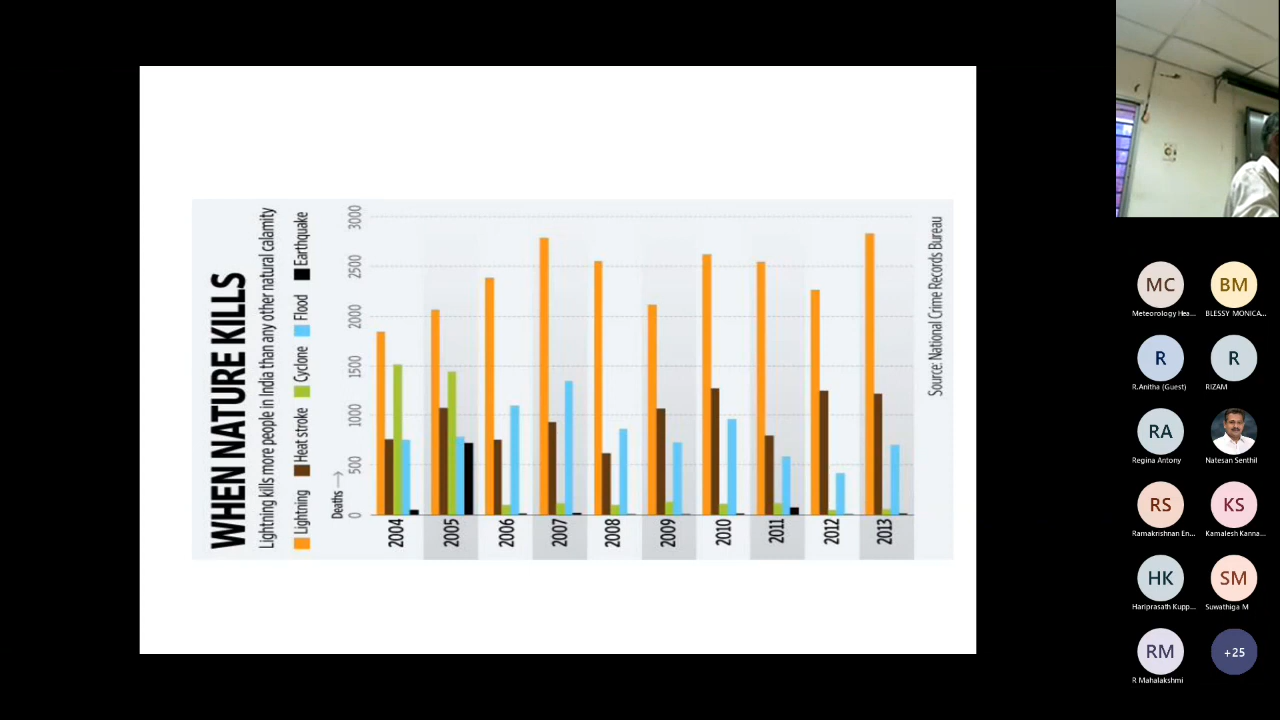 WHEN NATURE KILLS
Lightning kills more people in India than any other natural calamity
Lightning Heat stroke Cyclone Flood Earthquake
Deaths →
0 500 1000 1500 2000 2500 3000
2004
2005
2006
2007
2008
2009
2010
2011
2012
2013
Source: National Crime Records Bureau
MC
Meteorology Hea...
BM
BLESSY MONICA...
R
R.Anitha (Guest)
R
RIZAM
RA
Regina Antony
Natesan Senthil
RS
Ramakrishnan En...
KS
Kamalesh Kanna...
HK
Hariprasath Kupp...
SM
Suwathiga M
RM
R Mahalakshmi
+25